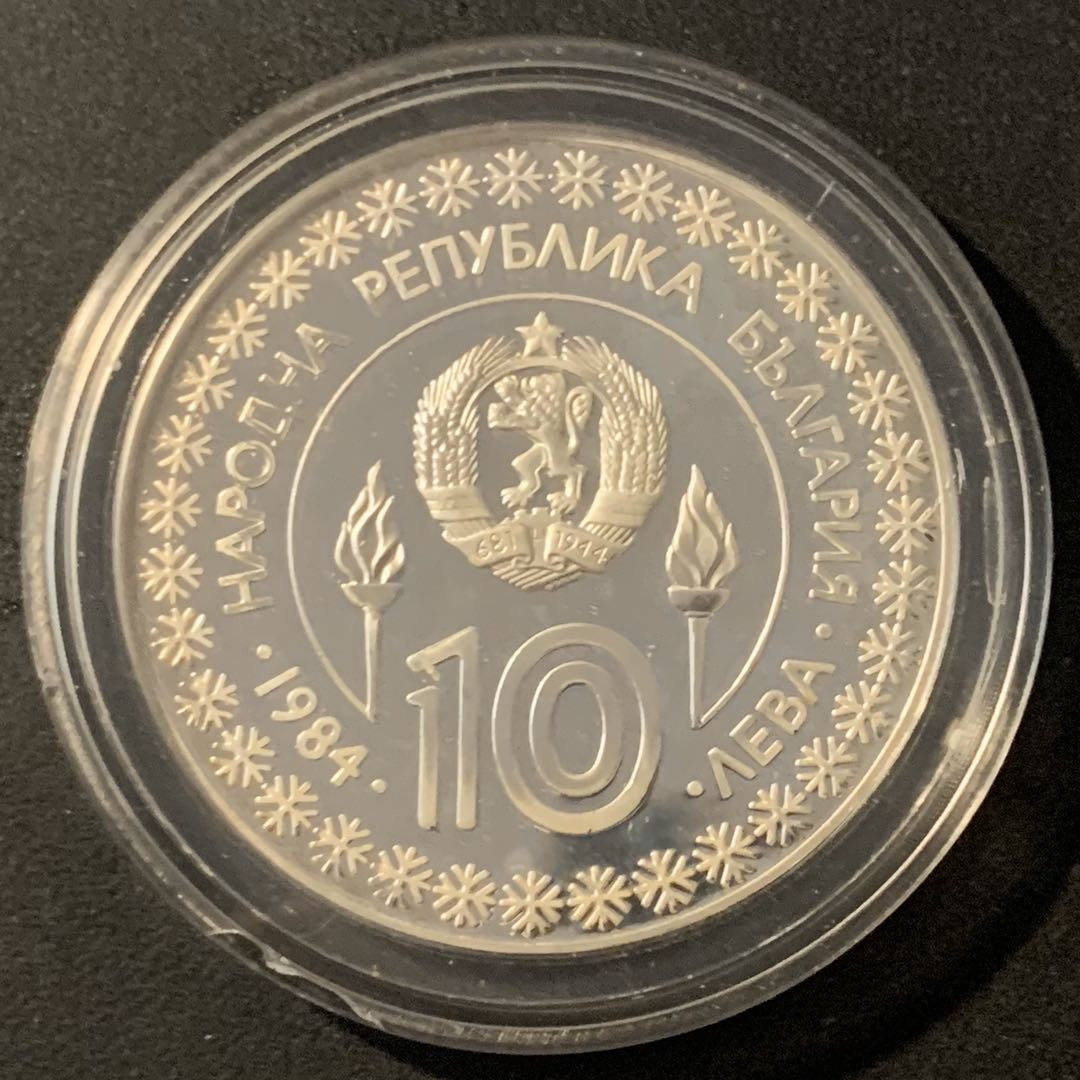 НАРОДНА РЕПУБЛИКА БЪЛГАРИЯ
681 1944
10
·1984· ·ЛЕВА·